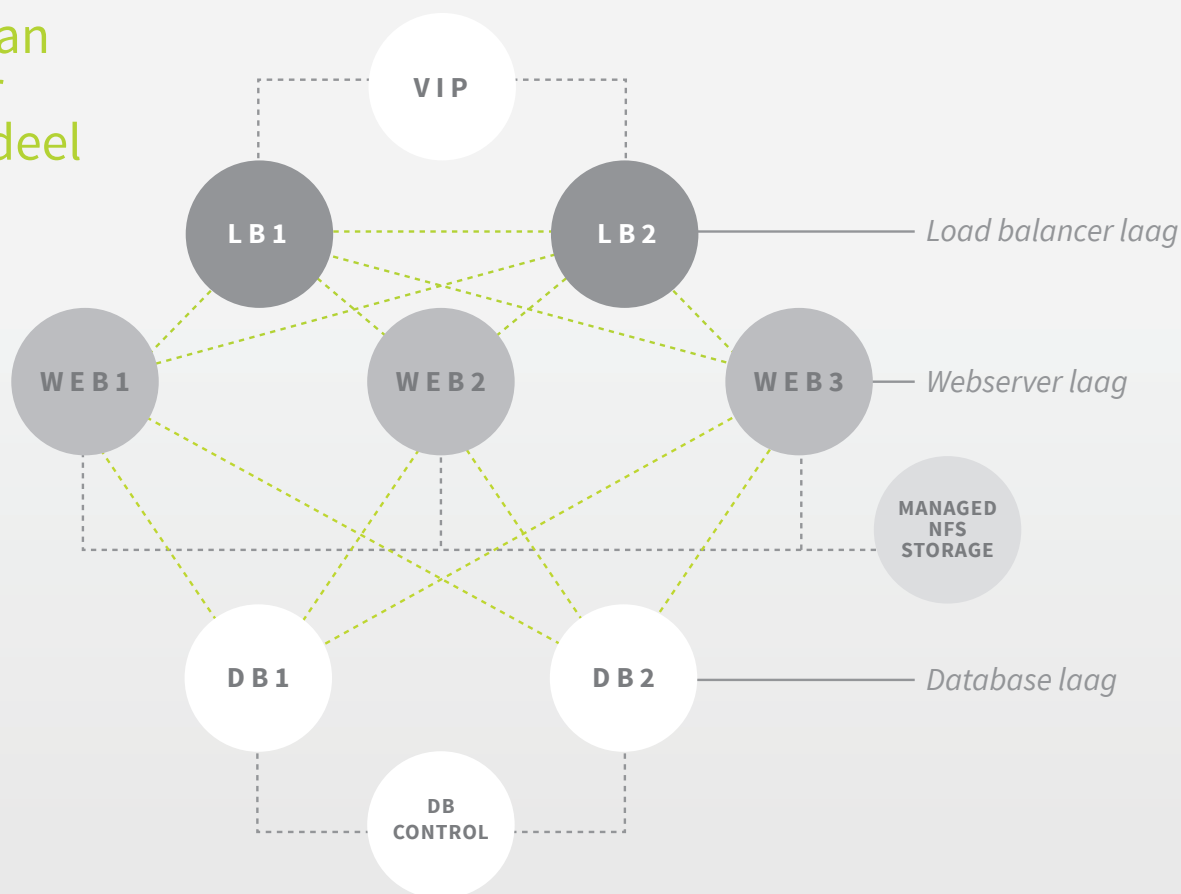 an
deel
VIP
LB1
LB2
Load balancer laag
WEB1
WEB2
WEB3
Webserver laag
MANAGED
NFS
STORAGE
DB1
DB2
Database laag
DB
CONTROL